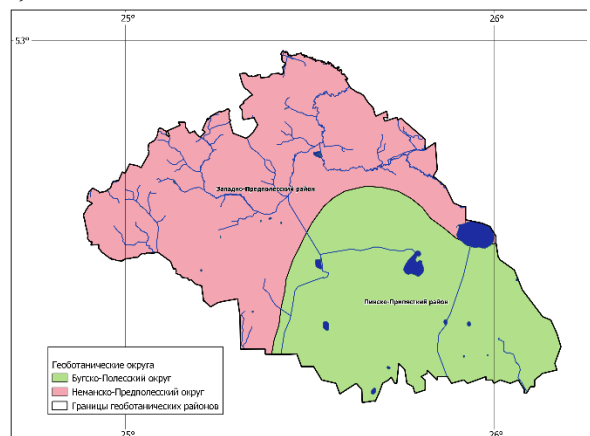 25°
26°
53°
Западно-Предполесский район
Пинско-Припятский район
Геоботанические округа
Бугско-Полесский округ
Неманско-Предполесский округ
Границы геоботанических районов
25°
26°